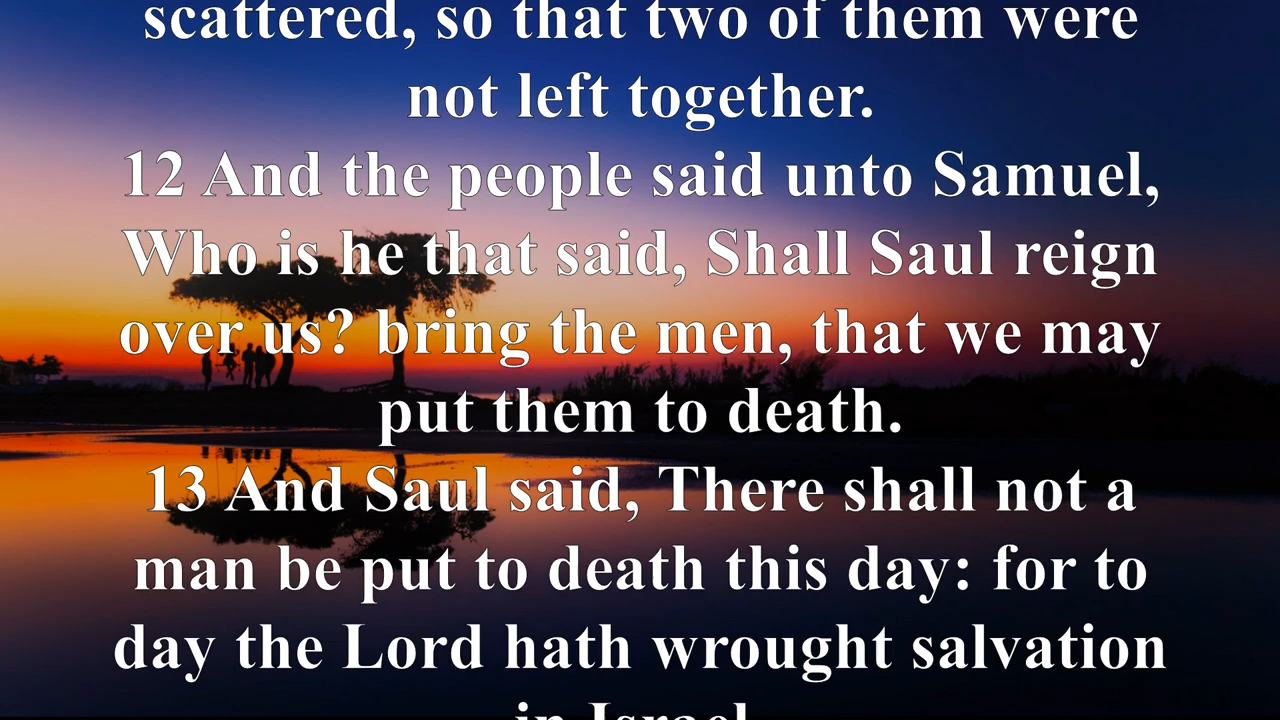 scattered, so that two of them were
not left together.
12 And the people said unto Samuel,
Who is he that said, Shall Saul reign
over us? bring the men, that we may
put them to death.
13 And Saul said, There shall not a
man be put to death this day: for to
day the Lord hath wrought salvation
in Israel